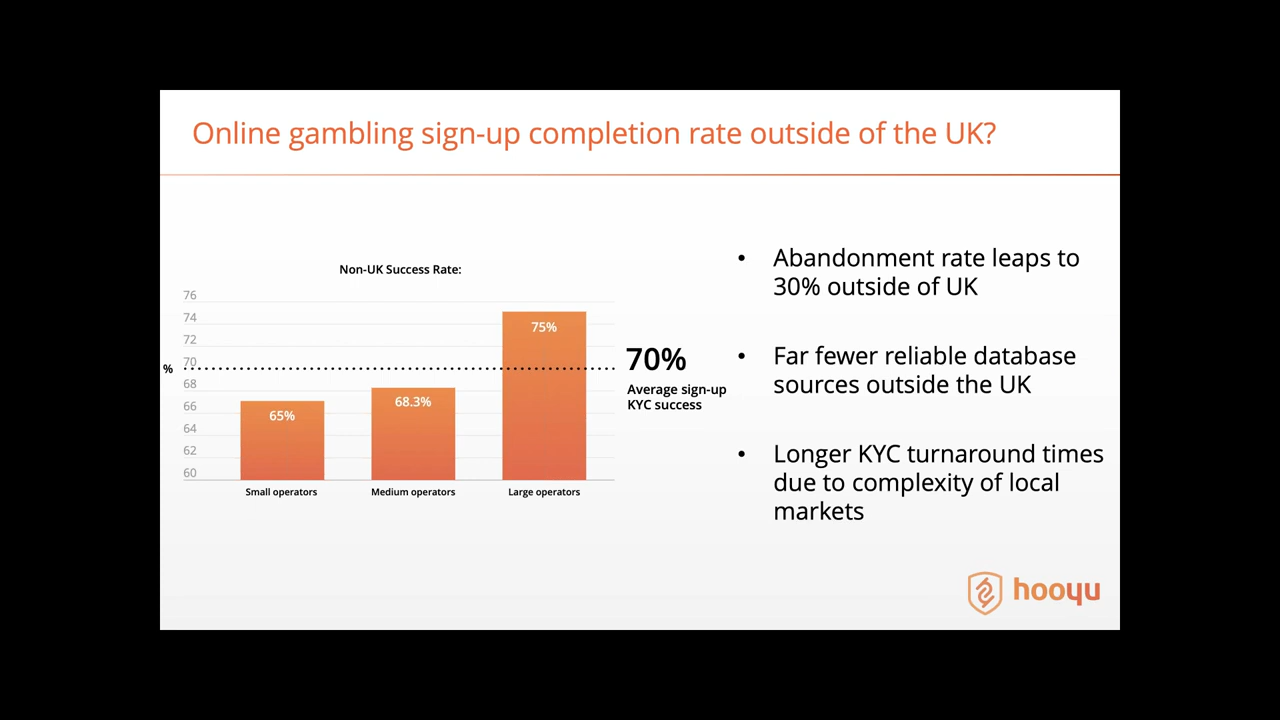 Online gambling sign-up completion rate outside of the UK?
Non-UK Success Rate:
76
74
72
70
68
66
64
62
60
%
65%
68.3%
75%
Small operators
Medium operators
Large operators
70%
Average sign-up
KYC success
• Abandonment rate leaps to
30% outside of UK
• Far fewer reliable database
sources outside the UK
• Longer KYC turnaround times
due to complexity of local
markets
hooyu